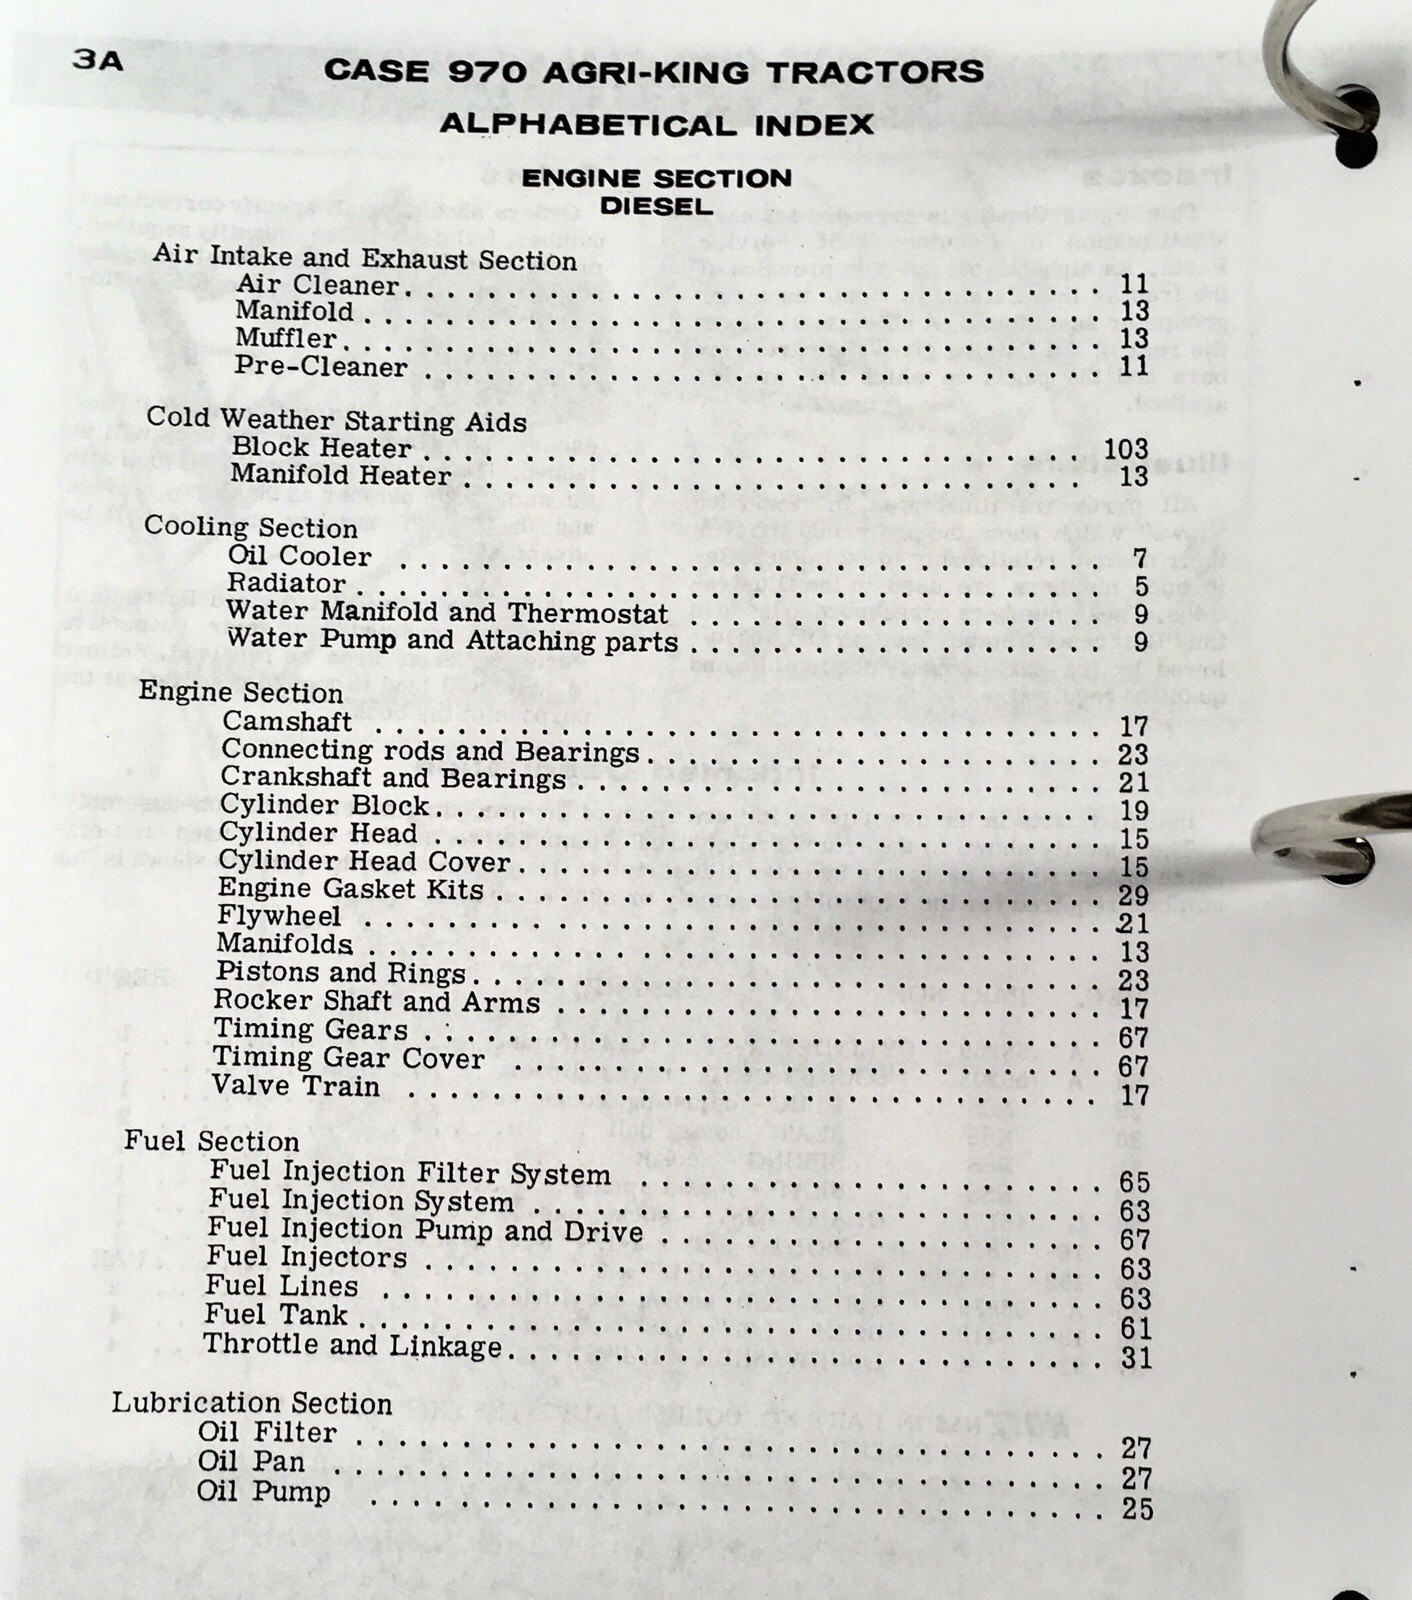 3A
CASE 970 AGRI-KING TRACTORS
ALPHABETICAL INDEX
ENGINE SECTION
DIESEL
Air Intake and Exhaust Section
Air Cleaner. . . . . . . . . . . . . . . . . . . . . . . . . . . . 11
Manifold . . . . . . . . . . . . . . . . . . . . . . . . . . . . 13
Muffler. . . . . . . . . . . . . . . . . . . . . . . . . . . . 13
Pre-Cleaner . . . . . . . . . . . . . . . . . . . . . . . . . . 11
Cold Weather Starting Aids
Block Heater . . . . . . . . . . . . . . . . . . . . . . . . . 103
Manifold Heater . . . . . . . . . . . . . . . . . . . . . . . 13
Cooling Section
Oil Cooler . . . . . . . . . . . . . . . . . . . . . . . . . . 7
Radiator . . . . . . . . . . . . . . . . . . . . . . . . . . . 5
Water Manifold and Thermostat . . . . . . . . . . . . . . . . 9
Water Pump and Attaching parts . . . . . . . . . . . . . . . . 9
Engine Section
Camshaft . . . . . . . . . . . . . . . . . . . . . . . . . . . 17
Connecting rods and Bearings. . . . . . . . . . . . . . . . . . 23
Crankshaft and Bearings . . . . . . . . . . . . . . . . . . . . 21
Cylinder Block. . . . . . . . . . . . . . . . . . . . . . . . . 19
Cylinder Head . . . . . . . . . . . . . . . . . . . . . . . . . 15
Cylinder Head Cover. . . . . . . . . . . . . . . . . . . . . . 15
Engine Gasket Kits . . . . . . . . . . . . . . . . . . . . . . 29
Flywheel . . . . . . . . . . . . . . . . . . . . . . . . . . . 21
Manifolds . . . . . . . . . . . . . . . . . . . . . . . . . . . 13
Pistons and Rings. . . . . . . . . . . . . . . . . . . . . . . 23
Rocker Shaft and Arms . . . . . . . . . . . . . . . . . . . . . 17
Timing Gears . . . . . . . . . . . . . . . . . . . . . . . . . 67
Timing Gear Cover . . . . . . . . . . . . . . . . . . . . . . . 67
Valve Train . . . . . . . . . . . . . . . . . . . . . . . . . . 17
Fuel Section
Fuel Injection Filter System . . . . . . . . . . . . . . . . . . 65
Fuel Injection System . . . . . . . . . . . . . . . . . . . . . 63
Fuel Injection Pump and Drive . . . . . . . . . . . . . . . . . 67
Fuel Injectors . . . . . . . . . . . . . . . . . . . . . . . . . 63
Fuel Lines . . . . . . . . . . . . . . . . . . . . . . . . . . 63
Fuel Tank . . . . . . . . . . . . . . . . . . . . . . . . . . . 61
Throttle and Linkage. . . . . . . . . . . . . . . . . . . . . . 31
Lubrication Section
Oil Filter . . . . . . . . . . . . . . . . . . . . . . . . . . . 27
Oil Pan . . . . . . . . . . . . . . . . . . . . . . . . . . . . 27
Oil Pump . . . . . . . . . . . . . . . . . . . . . . . . . . . 25